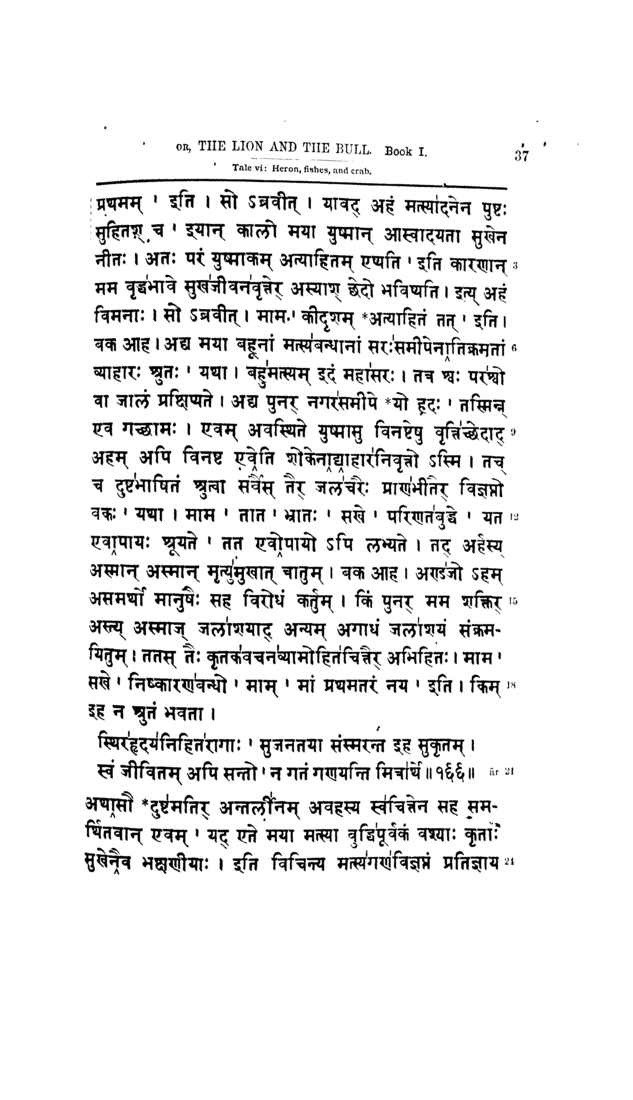 OR, THE LION AND THE BULL. Book I.
37
Tale vi: Heron, fishes, and crab.
प्रथमम् ' इति । सो ऽब्रवीत् । यावद् अहं मत्स्यादनेन पुष्टः
सुहितश् च ' इयान् कालो मया युष्मान् आस्वादयता सुखेन
नीतः । अतः परं युष्माकम् अत्याहितम् एष्यति ' इति कारणान् 3
मम वृद्धभावे सुखजीवनवृत्तेर् अस्याश् छेदो भविष्यति । इत्य् अहं
विमनाः । सो ऽब्रवीत् । माम ' कीदृशम् *अत्याहितं तत् ' इति ।
बक आह । अद्य मया बहूनां मत्स्यबन्धानां सरःसमीपेनातिक्रमतां 6
व्याहारः श्रुतः ' यथा । बहुमत्स्यम् इदं महासरः । तच् श्वः परश्वो
वा जालं प्रक्षिप्यते । अद्य पुनर् नगरसमीपे *यो ह्रदः ' तस्मिन्न्
एव गच्छामः । एवम् अवस्थिते युष्मासु विनष्टेषु वृत्तिच्छेदाद् 9
अहम् अपि विनष्ट एवेति शोकेनाद्याहारनिवृत्तो ऽस्मि । तच्
च दुष्टभाषितं श्रुत्वा सर्वैस् तैर् जलचरैः प्राणभीतैर् विज्ञप्तो
बकः ' यथा । माम ' तात ' भ्रातः ' सखे ' परिणतबुद्धे ' यत 12
एवापायः श्रूयते ' तत एवोपायो ऽपि लभ्यते । तद् अर्हस्य्
अस्मान् अस्मान् मृत्युमुखात् त्रातुम् । बक आह । अण्डजो ऽहम्
असमर्थो मानुषैः सह विरोधं कर्तुम् । किं पुनर् मम शक्तिर् 15
अस्त्य् अस्माज् जलाशयाद् अन्यम् अगाधं जलाशयं संक्रम-
यितुम् । ततस् तैः कृतकवचनव्यामोहितचित्तैर् अभिहितः । माम '
सखे ' निष्कारणबन्धो ' माम् ' मां प्रथमतरं नय ' इति । किम् 18
इह न श्रुतं भवता ।
स्थिरहृदयनिहितरागाः ' सुजनतया संस्मरन्त इह सुकृतम् ।
स्वं जीवितम् अपि सन्तो ' न गतं गणयन्ति मित्रार्थे ॥ १६६ ॥ ār 21
अथासौ *दुष्टमतिर् अन्तर्लीनम् अवहस्य स्वचित्तेन सह सम-
र्थितवान् एवम् ' यद् एते मया मत्स्या बुद्धिपूर्वकं वश्याः कृताः
सुखेनैव भक्षणीयाः । इति विचिन्त्य मत्स्यगणविज्ञप्तं प्रतिज्ञाय 24